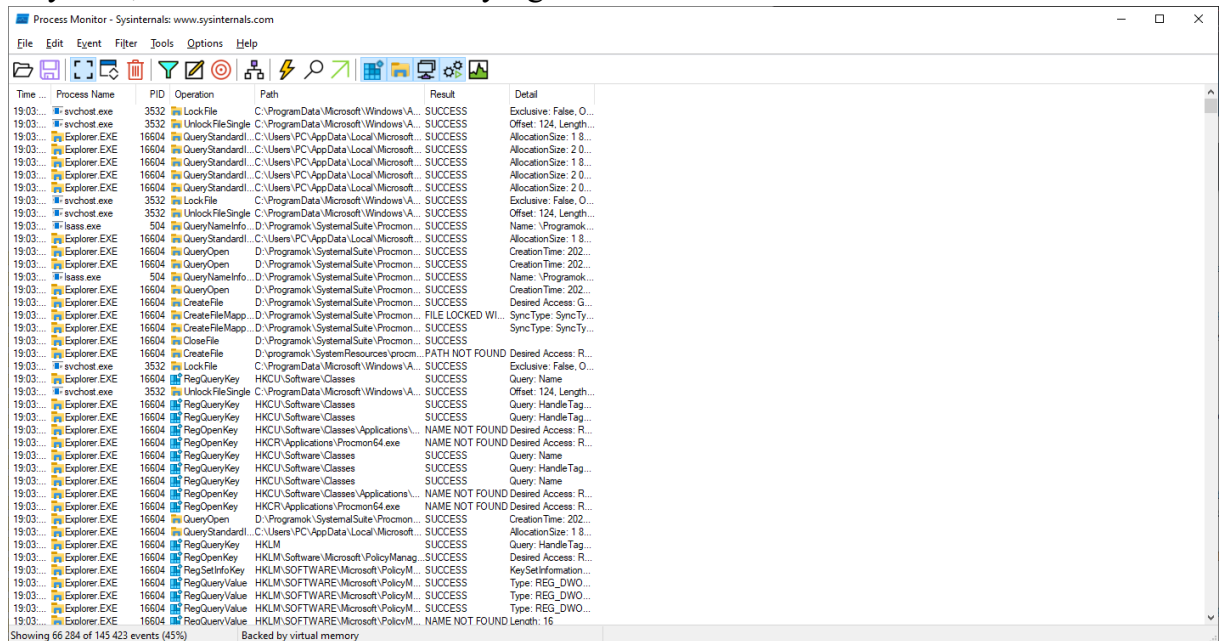 Process Monitor - Sysinternals: www.sysinternals.com
File Edit Event Filter Tools Options Help
Time ... Process Name PID Operation Path Result Detail
19:03:... svchost.exe 3532 LockFile C:\ProgramData\Microsoft\Windows\A... SUCCESS Exclusive: False, O...
19:03:... svchost.exe 3532 UnlockFileSingle C:\ProgramData\Microsoft\Windows\A... SUCCESS Offset: 124, Length...
19:03:... Explorer.EXE 16604 QueryStandardI... C:\Users\PC\AppData\Local\Microsoft... SUCCESS AllocationSize: 1 8...
19:03:... Explorer.EXE 16604 QueryStandardI... C:\Users\PC\AppData\Local\Microsoft... SUCCESS AllocationSize: 2 0...
19:03:... Explorer.EXE 16604 QueryStandardI... C:\Users\PC\AppData\Local\Microsoft... SUCCESS AllocationSize: 1 8...
19:03:... Explorer.EXE 16604 QueryStandardI... C:\Users\PC\AppData\Local\Microsoft... SUCCESS AllocationSize: 2 0...
19:03:... Explorer.EXE 16604 QueryStandardI... C:\Users\PC\AppData\Local\Microsoft... SUCCESS AllocationSize: 2 0...
19:03:... svchost.exe 3532 LockFile C:\ProgramData\Microsoft\Windows\A... SUCCESS Exclusive: False, O...
19:03:... svchost.exe 3532 UnlockFileSingle C:\ProgramData\Microsoft\Windows\A... SUCCESS Offset: 124, Length...
19:03:... lsass.exe 504 QueryNameInfo... D:\Programok\SysternalSuite\Procmon... SUCCESS Name: \Programok...
19:03:... Explorer.EXE 16604 QueryStandardI... C:\Users\PC\AppData\Local\Microsoft... SUCCESS AllocationSize: 1 8...
19:03:... Explorer.EXE 16604 QueryOpen D:\Programok\SysternalSuite\Procmon... SUCCESS CreationTime: 202...
19:03:... Explorer.EXE 16604 QueryOpen D:\Programok\SysternalSuite\Procmon... SUCCESS CreationTime: 202...
19:03:... lsass.exe 504 QueryNameInfo... D:\Programok\SysternalSuite\Procmon... SUCCESS Name: \Programok...
19:03:... Explorer.EXE 16604 QueryOpen D:\Programok\SysternalSuite\Procmon... SUCCESS CreationTime: 202...
19:03:... Explorer.EXE 16604 CreateFile D:\Programok\SysternalSuite\Procmon... SUCCESS Desired Access: G...
19:03:... Explorer.EXE 16604 CreateFileMapp... D:\Programok\SysternalSuite\Procmon... FILE LOCKED WI... SyncType: SyncTy...
19:03:... Explorer.EXE 16604 CreateFileMapp... D:\Programok\SysternalSuite\Procmon... SUCCESS SyncType: SyncTy...
19:03:... Explorer.EXE 16604 CloseFile D:\Programok\SysternalSuite\Procmon... SUCCESS
19:03:... Explorer.EXE 16604 CreateFile D:\programok\SystemResources\procm... PATH NOT FOUND Desired Access: R...
19:03:... svchost.exe 3532 LockFile C:\ProgramData\Microsoft\Windows\A... SUCCESS Exclusive: False, O...
19:03:... Explorer.EXE 16604 RegQueryKey HKCU\Software\Classes SUCCESS Query: Name
19:03:... svchost.exe 3532 UnlockFileSingle C:\ProgramData\Microsoft\Windows\A... SUCCESS Offset: 124, Length...
19:03:... Explorer.EXE 16604 RegQueryKey HKCU\Software\Classes SUCCESS Query: HandleTag...
19:03:... Explorer.EXE 16604 RegQueryKey HKCU\Software\Classes SUCCESS Query: HandleTag...
19:03:... Explorer.EXE 16604 RegOpenKey HKCU\Software\Classes\Applications\... NAME NOT FOUND Desired Access: R...
19:03:... Explorer.EXE 16604 RegOpenKey HKCR\Applications\Procmon64.exe NAME NOT FOUND Desired Access: R...
19:03:... Explorer.EXE 16604 RegQueryKey HKCU\Software\Classes SUCCESS Query: Name
19:03:... Explorer.EXE 16604 RegQueryKey HKCU\Software\Classes SUCCESS Query: HandleTag...
19:03:... Explorer.EXE 16604 RegQueryKey HKCU\Software\Classes SUCCESS Query: Name
19:03:... Explorer.EXE 16604 RegOpenKey HKCU\Software\Classes\Applications\... NAME NOT FOUND Desired Access: R...
19:03:... Explorer.EXE 16604 RegOpenKey HKCR\Applications\Procmon64.exe NAME NOT FOUND Desired Access: R...
19:03:... Explorer.EXE 16604 QueryOpen D:\Programok\SysternalSuite\Procmon... SUCCESS CreationTime: 202...
19:03:... Explorer.EXE 16604 QueryStandardI... C:\Users\PC\AppData\Local\Microsoft... SUCCESS AllocationSize: 1 8...
19:03:... Explorer.EXE 16604 RegQueryKey HKLM SUCCESS Query: HandleTag...
19:03:... Explorer.EXE 16604 RegOpenKey HKLM\Software\Microsoft\PolicyManag... SUCCESS Desired Access: R...
19:03:... Explorer.EXE 16604 RegSetInfoKey HKLM\SOFTWARE\Microsoft\PolicyM... SUCCESS KeySetInformation...
19:03:... Explorer.EXE 16604 RegQueryValue HKLM\SOFTWARE\Microsoft\PolicyM... SUCCESS Type: REG_DWO...
19:03:... Explorer.EXE 16604 RegQueryValue HKLM\SOFTWARE\Microsoft\PolicyM... SUCCESS Type: REG_DWO...
19:03:... Explorer.EXE 16604 RegQueryValue HKLM\SOFTWARE\Microsoft\PolicyM... SUCCESS Type: REG_DWO...
19:03:... Explorer.EXE 16604 RegQueryValue HKLM\SOFTWARE\Microsoft\PolicyM... NAME NOT FOUND Length: 16
Showing 66 284 of 145 423 events (45%) Backed by virtual memory